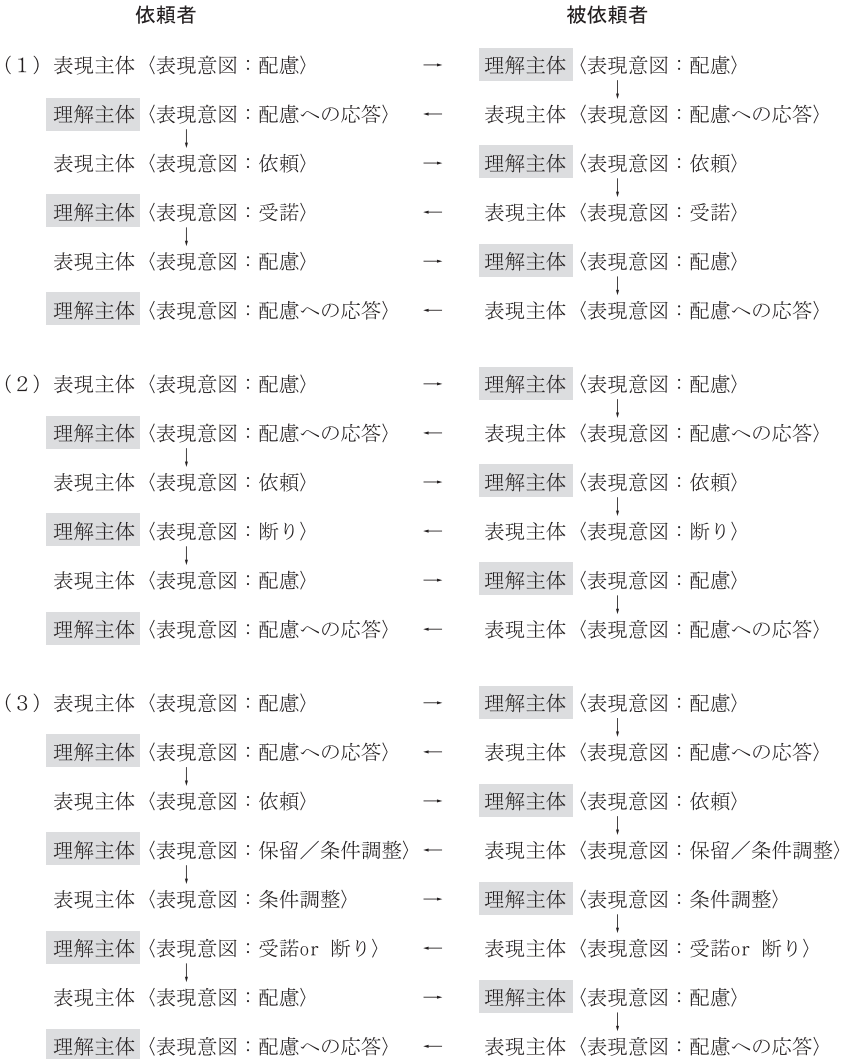 依頼者 被依頼者
(1) 表現主体〈表現意図：配慮〉 → 理解主体〈表現意図：配慮〉
↓
理解主体〈表現意図：配慮への応答〉 ← 表現主体〈表現意図：配慮への応答〉
↓
表現主体〈表現意図：依頼〉 → 理解主体〈表現意図：依頼〉
↓
理解主体〈表現意図：受諾〉 ← 表現主体〈表現意図：受諾〉
↓
表現主体〈表現意図：配慮〉 → 理解主体〈表現意図：配慮〉
↓
理解主体〈表現意図：配慮への応答〉 ← 表現主体〈表現意図：配慮への応答〉
(2) 表現主体〈表現意図：配慮〉 → 理解主体〈表現意図：配慮〉
↓
理解主体〈表現意図：配慮への応答〉 ← 表現主体〈表現意図：配慮への応答〉
↓
表現主体〈表現意図：依頼〉 → 理解主体〈表現意図：依頼〉
↓
理解主体〈表現意図：断り〉 ← 表現主体〈表現意図：断り〉
↓
表現主体〈表現意図：配慮〉 → 理解主体〈表現意図：配慮〉
↓
理解主体〈表現意図：配慮への応答〉 ← 表現主体〈表現意図：配慮への応答〉
(3) 表現主体〈表現意図：配慮〉 → 理解主体〈表現意図：配慮〉
↓
理解主体〈表現意図：配慮への応答〉 ← 表現主体〈表現意図：配慮への応答〉
↓
表現主体〈表現意図：依頼〉 → 理解主体〈表現意図：依頼〉
↓
理解主体〈表現意図：保留／条件調整〉 ← 表現主体〈表現意図：保留／条件調整〉
↓
表現主体〈表現意図：条件調整〉 → 理解主体〈表現意図：条件調整〉
↓
理解主体〈表現意図：受諾or 断り〉 ← 表現主体〈表現意図：受諾or 断り〉
↓
表現主体〈表現意図：配慮〉 → 理解主体〈表現意図：配慮〉
↓
理解主体〈表現意図：配慮への応答〉 ← 表現主体〈表現意図：配慮への応答〉